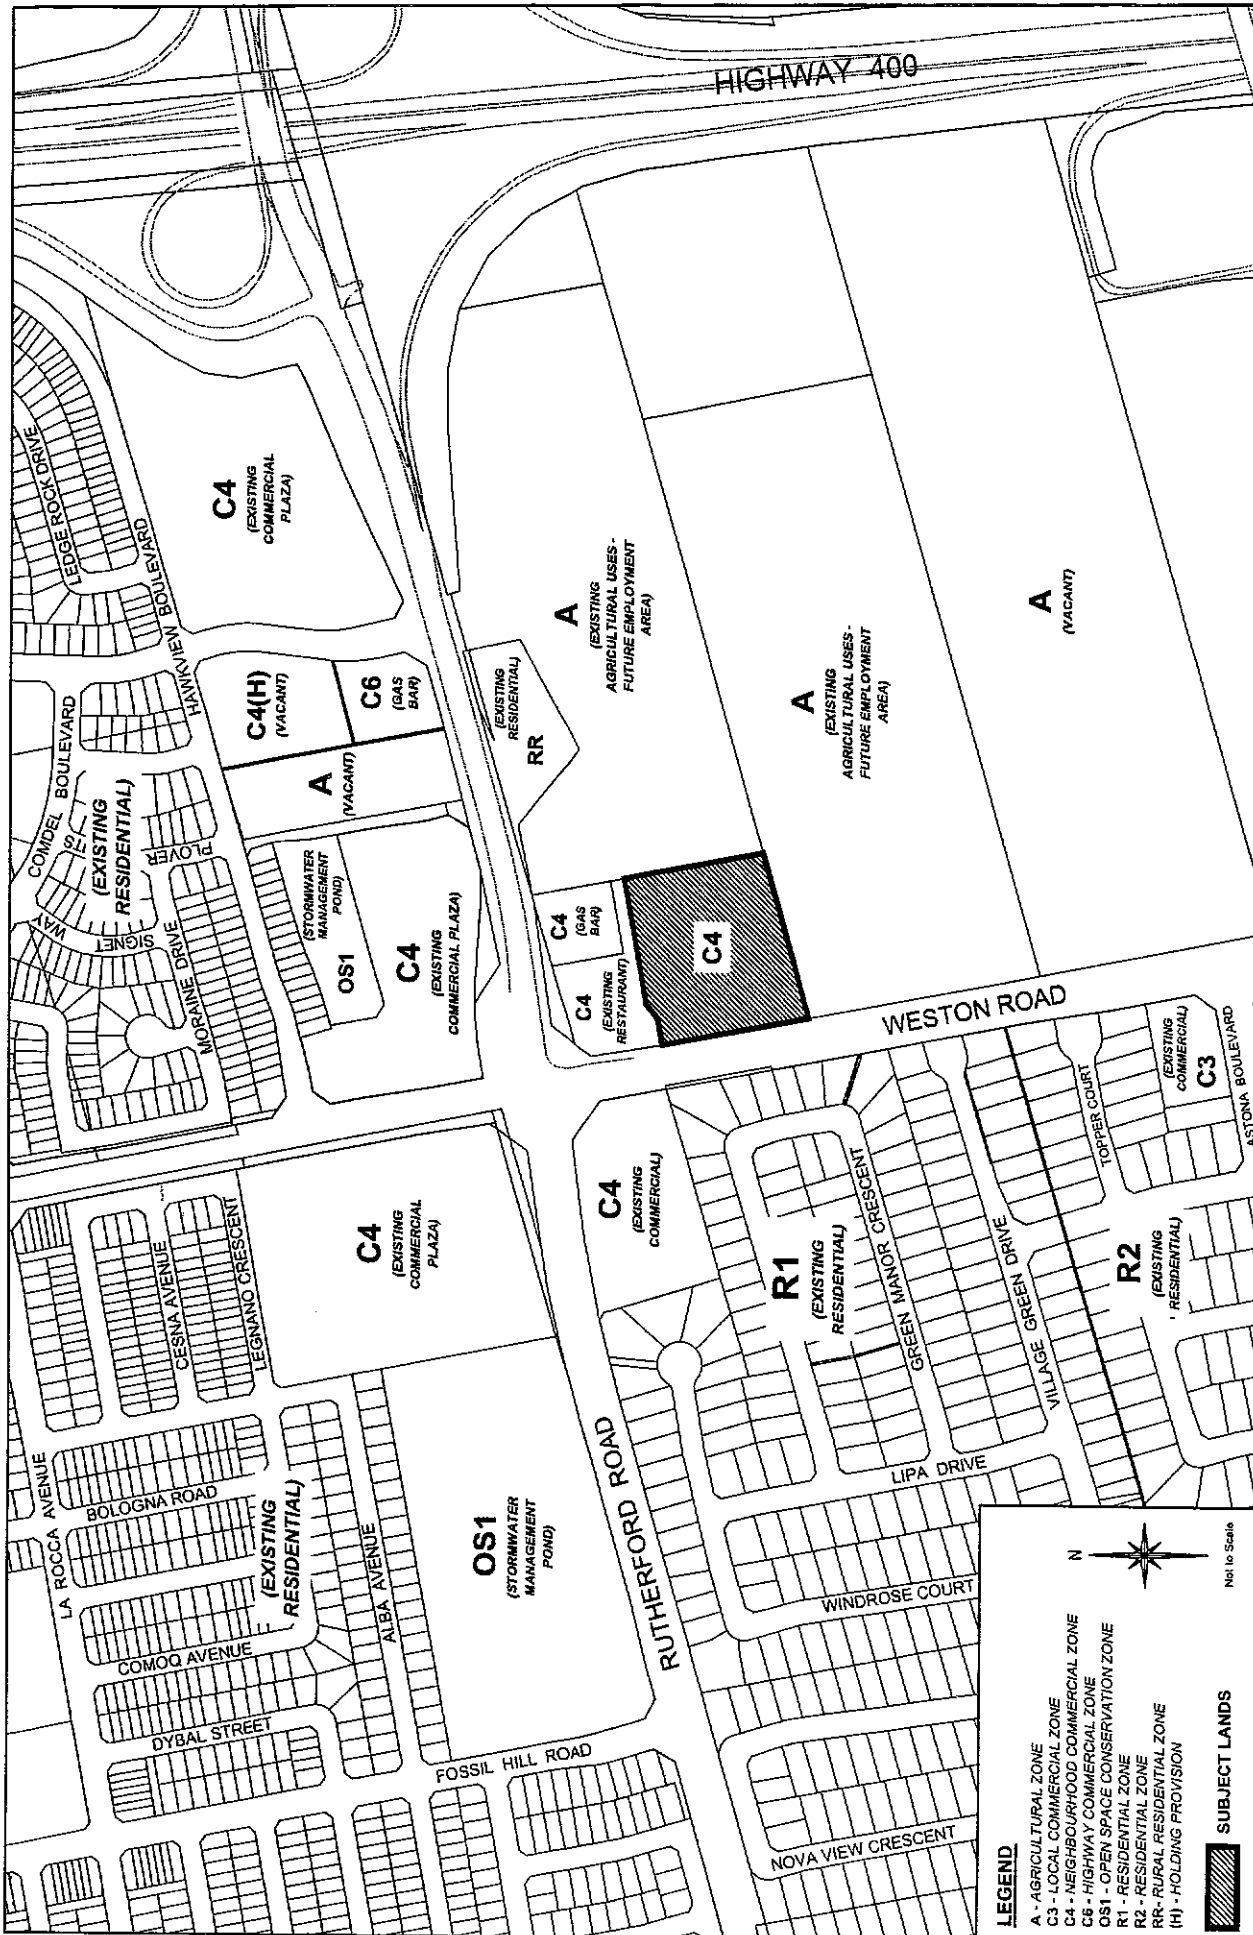 HIGHWAY 400
LEDGE ROCK DRIVE
HAWKVIEW BOULEVARD
COMDEL BOULEVARD
C4
(EXISTING
COMMERCIAL
PLAZA)
C4(H)
(VACANT)
C6
(GAS
BAR)
A
(VACANT)
(EXISTING
RESIDENTIAL)
PLOVER
SIGNET
WAY
MORAINE DRIVE
(STORMWATER
MANAGEMENT
POND)
OS1
C4
(EXISTING
COMMERCIAL PLAZA)
(EXISTING
RESIDENTIAL)
RR
A
(EXISTING
AGRICULTURAL USES -
FUTURE EMPLOYMENT
AREA)
A
(EXISTING
AGRICULTURAL USES -
FUTURE EMPLOYMENT
AREA)
A
(VACANT)
C4
(GAS
BAR)
C4
(EXISTING
RESTAURANT)
C4
WESTON ROAD
LA ROCCA AVENUE
CESNA AVENUE
LEGNANO CRESCENT
BOLOGNA ROAD
COMOQ AVENUE
DYBAL STREET
ALBA AVENUE
(EXISTING
RESIDENTIAL)
C4
(EXISTING
COMMERCIAL
PLAZA)
OS1
(STORMWATER
MANAGEMENT
POND)
FOSSIL HILL ROAD
RUTHERFORD ROAD
C4
(EXISTING
COMMERCIAL)
R1
(EXISTING
RESIDENTIAL)
GREEN MANOR CRESCENT
VILLAGE GREEN DRIVE
TOPPER COURT
(EXISTING
COMMERCIAL)
C3
ASTONA BOULEVARD
R2
(EXISTING
RESIDENTIAL)
LIPA DRIVE
WINDROSE COURT
NOVA VIEW CRESCENT
LEGEND
A - AGRICULTURAL ZONE
C3 - LOCAL COMMERCIAL ZONE
C4 - NEIGHBOURHOOD COMMERCIAL ZONE
C6 - HIGHWAY COMMERCIAL ZONE
OS1 - OPEN SPACE CONSERVATION ZONE
R1 - RESIDENTIAL ZONE
R2 - RESIDENTIAL ZONE
RR- RURAL RESIDENTIAL ZONE
(H) - HOLDING PROVISION
SUBJECT LANDS
N
Not to Scale